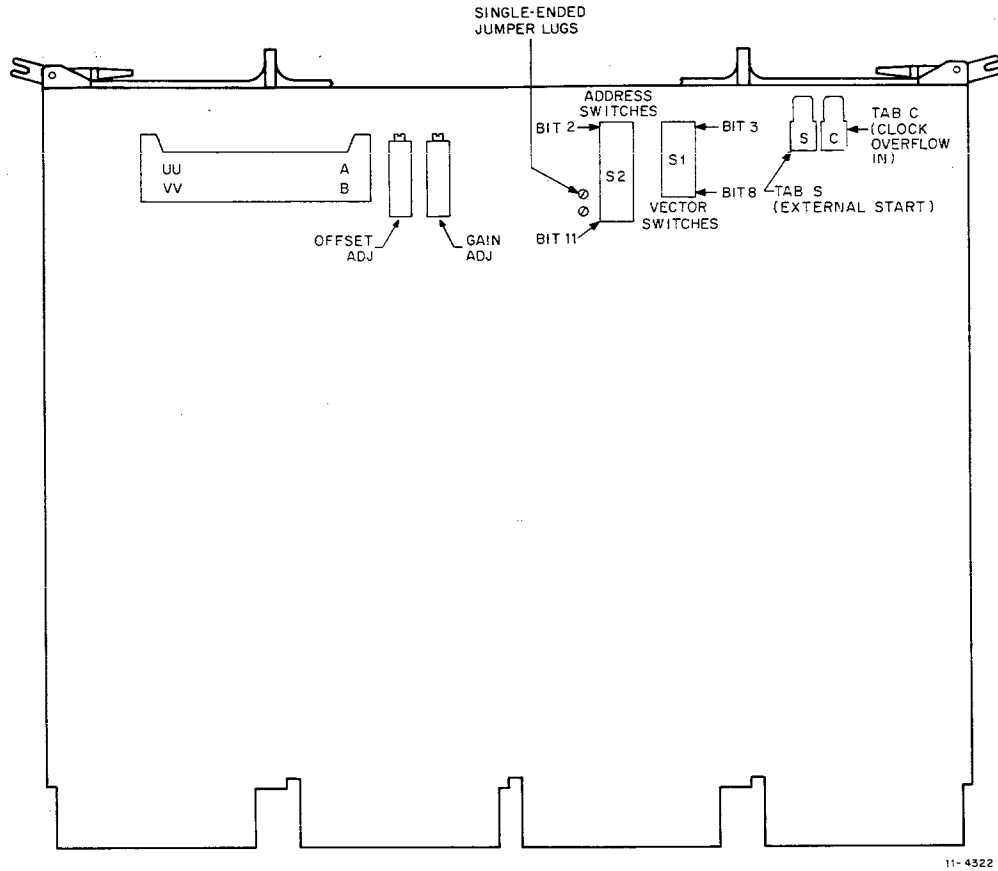 SINGLE-ENDED
JUMPER LUGS
ADDRESS
SWITCHES
BIT 2
BIT 3
S1
S2
BIT 8
BIT 11
VECTOR
SWITCHES
S
C
TAB C
(CLOCK
OVERFLOW
IN)
TAB S
(EXTERNAL START)
UU
A
VV
B
OFFSET
ADJ
GAIN
ADJ
11-4322